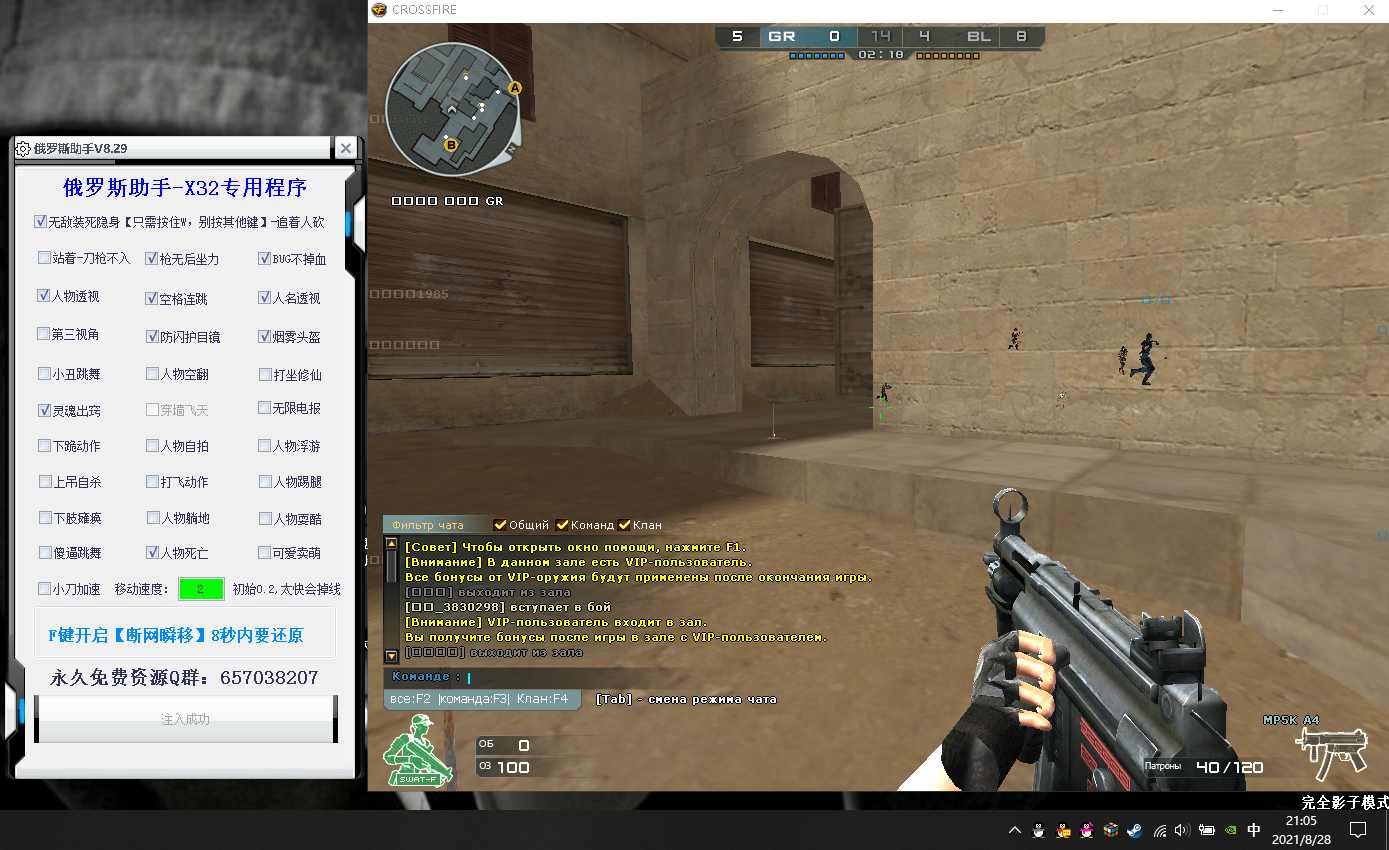 CROSSFIRE
5 GR 0 14 4 BL 8
02:18
A
B
N
□□□□ □□□ GR
□□□□1985
俄罗斯助手V8.29
俄罗斯助手-X32专用程序
无敌装死隐身【只需按住W，别按其他键】-追着人砍
站着-刀枪不入 枪无后坐力 BUG不掉血
人物透视 空格连跳 人名透视
第三视角 防闪护目镜 烟雾头盔
小丑跳舞 人物空翻 打坐修仙
灵魂出窍 穿墙飞天 无限电报
下跪动作 人物自拍 人物浮游
上吊自杀 打飞动作 人物踢腿
下肢瘫痪 人物躺地 人物耍酷
傻逼跳舞 人物死亡 可爱卖萌
小刀加速 移动速度： 2 初始0.2,太快会掉线
F键开启【断网瞬移】8秒内要还原
永久免费资源Q群：657038207
注入成功
Фильтр чата Общий Команд Клан
[Совет] Чтобы открыть окно помощи, нажмите F1.
[Внимание] В данном зале есть VIP-пользователь.
Все бонусы от VIP-оружия будут применены после окончания игры.
[□□□] выходит из зала
[□□_3830298] вступает в бой
[Внимание] VIP-пользователь входит в зал.
Вы получите бонусы после игры в зале с VIP-пользователем.
[□□□□] выходит из зала
Команде :
все:F2 |команда:F3| Клан:F4 [Tab] - смена режима чата
SWAT-F
ОБ 0
ОЗ 100
MP5K A4
Патроны 40/120
完全影子模式
中
21:05
2021/8/28